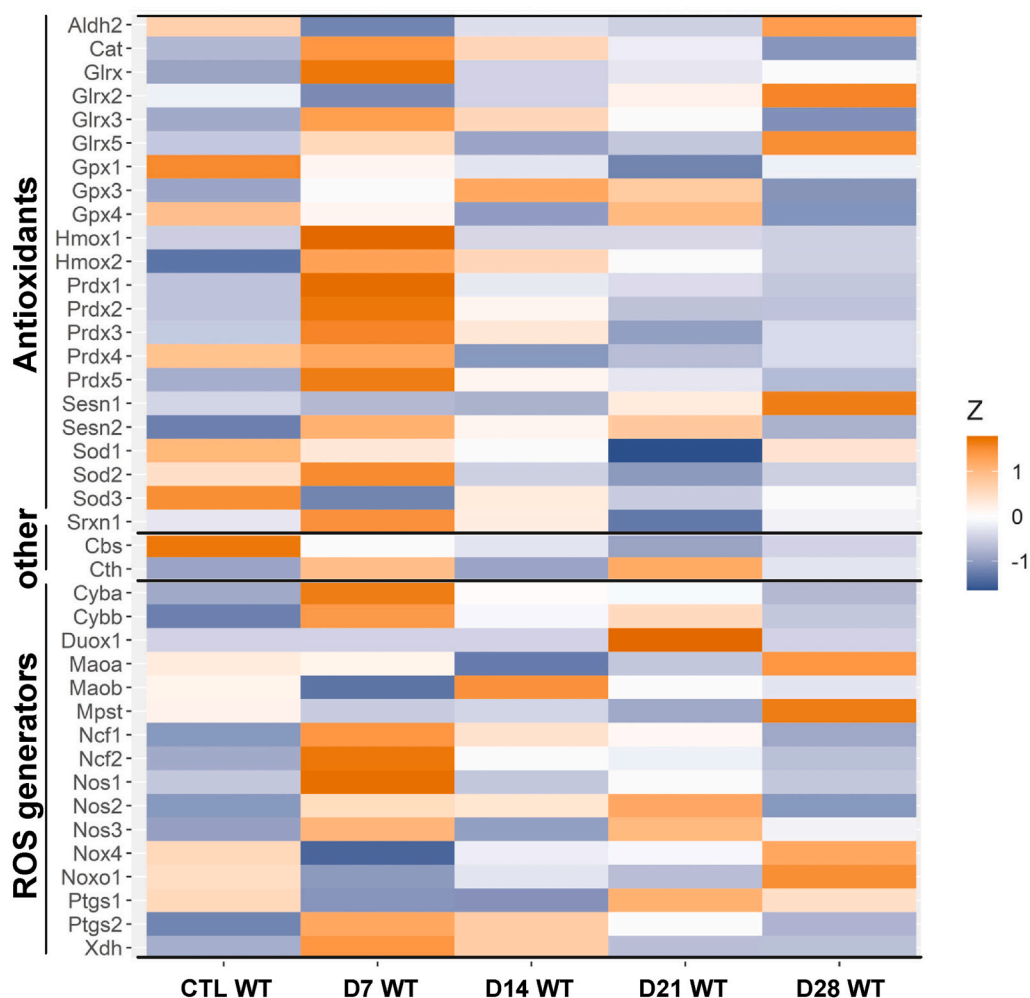 Antioxidants
Aldh2
Cat
Glrx
Glrx2
Glrx3
Glrx5
Gpx1
Gpx3
Gpx4
Hmox1
Hmox2
Prdx1
Prdx2
Prdx3
Prdx4
Prdx5
Sesn1
Sesn2
Sod1
Sod2
Sod3
Srxn1
other
Cbs
Cth
ROS generators
Cyba
Cybb
Duox1
Maoa
Maob
Mpst
Ncf1
Ncf2
Nos1
Nos2
Nos3
Nox4
Noxo1
Ptgs1
Ptgs2
Xdh
CTL WT D7 WT D14 WT D21 WT D28 WT
Z
1
0
-1